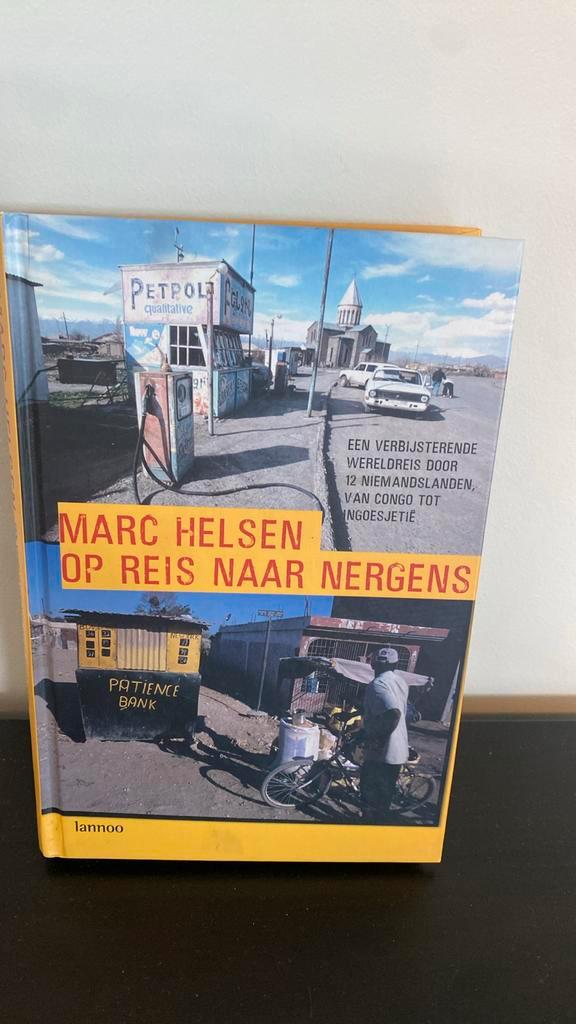 PETPOL
qualitative
EEN VERBIJSTERENDE
WERELDREIS DOOR
12 NIEMANDSLANDEN,
VAN CONGO TOT
INGOESJETIË
MARC HELSEN
OP REIS NAAR NERGENS
PATIENCE
BANK
lannoo